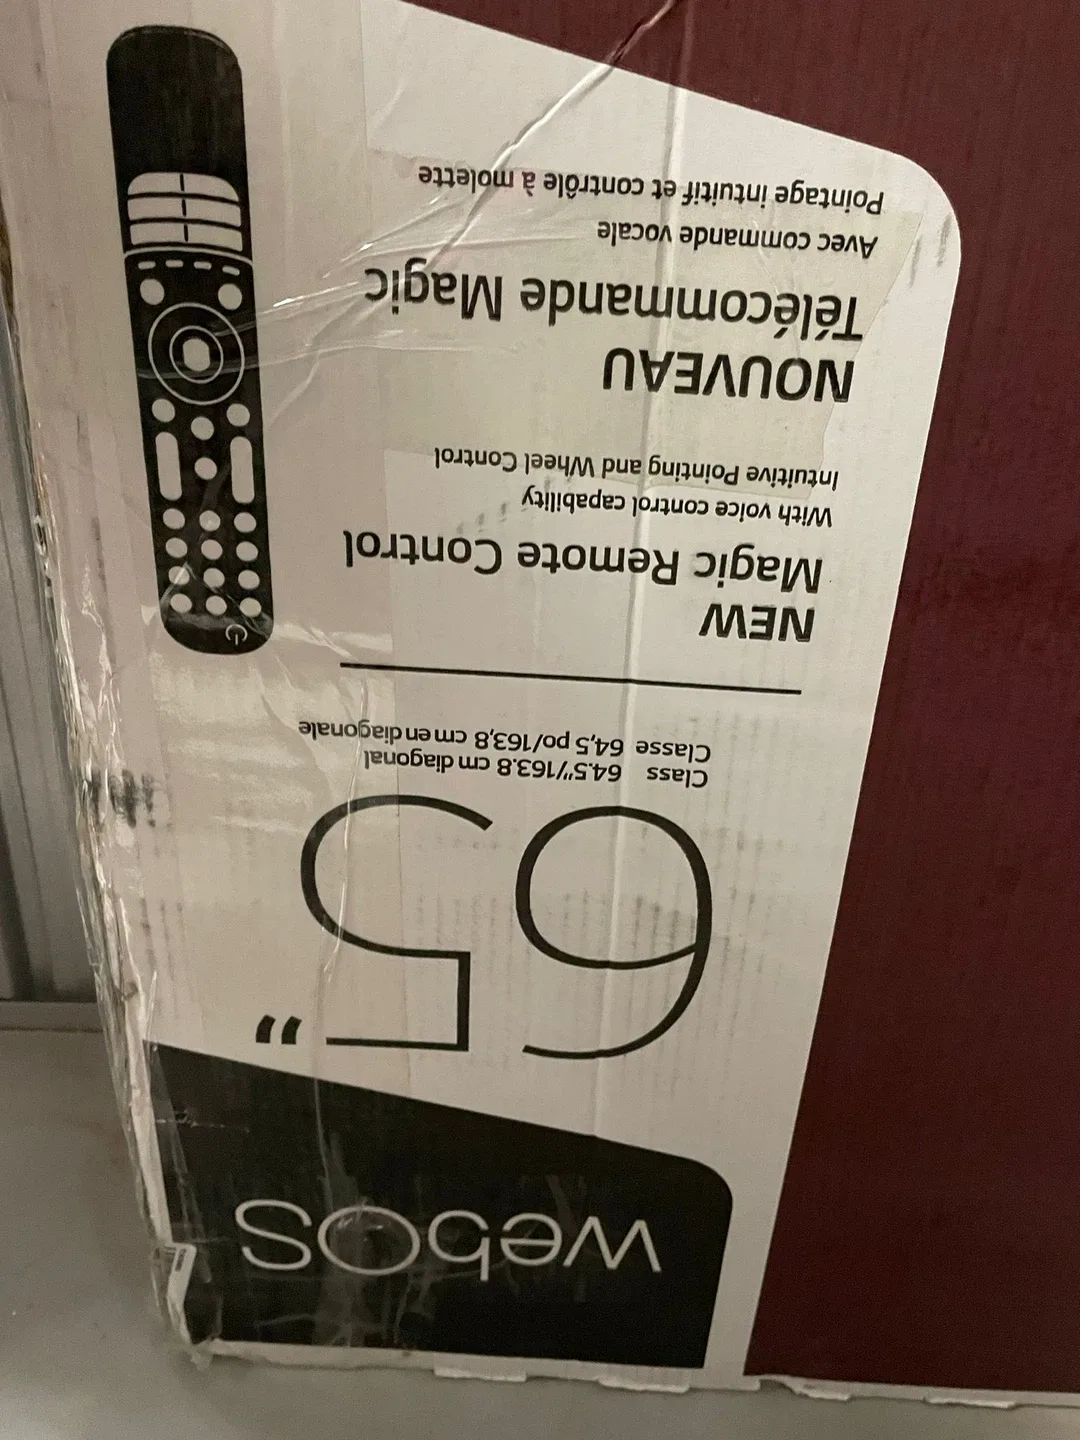 webOS
65"
Class 64.5"/163.8 cm diagonal
Classe 64,5 po/163,8 cm en diagonale
NEW
Magic Remote Control
With voice control capability
Intuitive Pointing and Wheel Control
NOUVEAU
Télécommande Magic
Avec commande vocale
Pointage intuitif et contrôle à molette